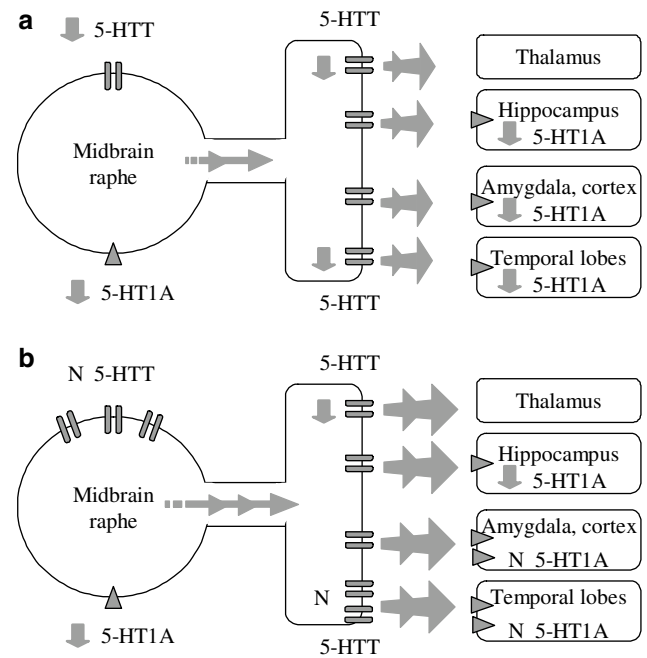 a
5-HTT
5-HTT
Midbrain
raphe
5-HT1A
5-HTT
Thalamus
Hippocampus
5-HT1A
Amygdala, cortex
5-HT1A
Temporal lobes
5-HT1A
b
N 5-HTT
5-HTT
Midbrain
raphe
5-HT1A
N
5-HTT
Thalamus
Hippocampus
5-HT1A
Amygdala, cortex
N 5-HT1A
Temporal lobes
N 5-HT1A